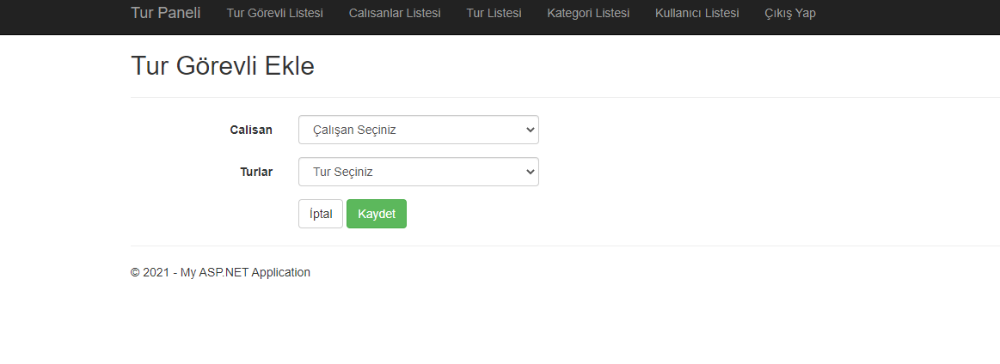 Tur Paneli Tur Görevli Listesi Calısanlar Listesi Tur Listesi Kategori Listesi Kullanıcı Listesi Çıkış Yap
Tur Görevli Ekle
Calisan Çalışan Seçiniz
Turlar Tur Seçiniz
İptal Kaydet
© 2021 - My ASP.NET Application